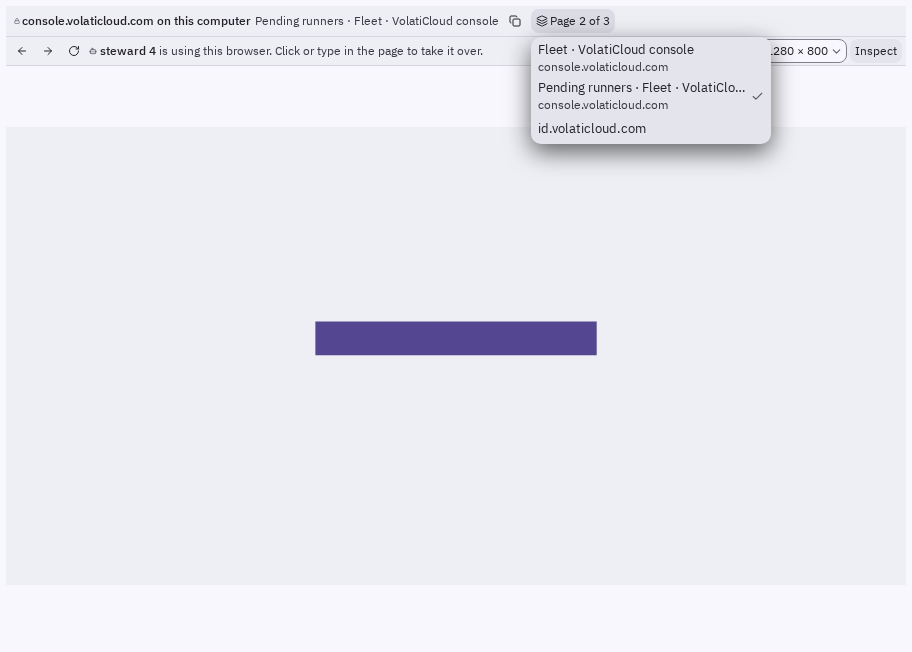 console.volaticloud.com on this computer Pending runners · Fleet · VolatiCloud console Page 2 of 3
steward 4 is using this browser. Click or type in the page to take it over. 280 × 800 Inspect
Fleet · VolatiCloud console
console.volaticloud.com
Pending runners · Fleet · VolatiClo...
console.volaticloud.com
id.volaticloud.com